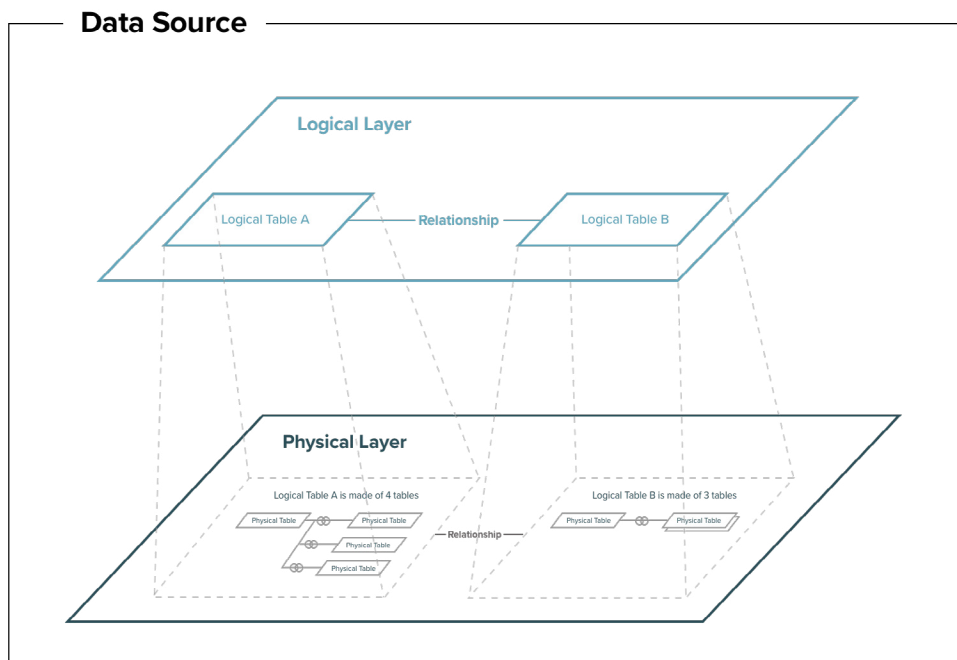 Data Source
Logical Layer
Logical Table A
Relationship
Logical Table B
Physical Layer
Logical Table A is made of 4 tables
Logical Table B is made of 3 tables
Physical Table
Physical Table
Physical Table
Physical Table
Relationship
Physical Table
Physical Table